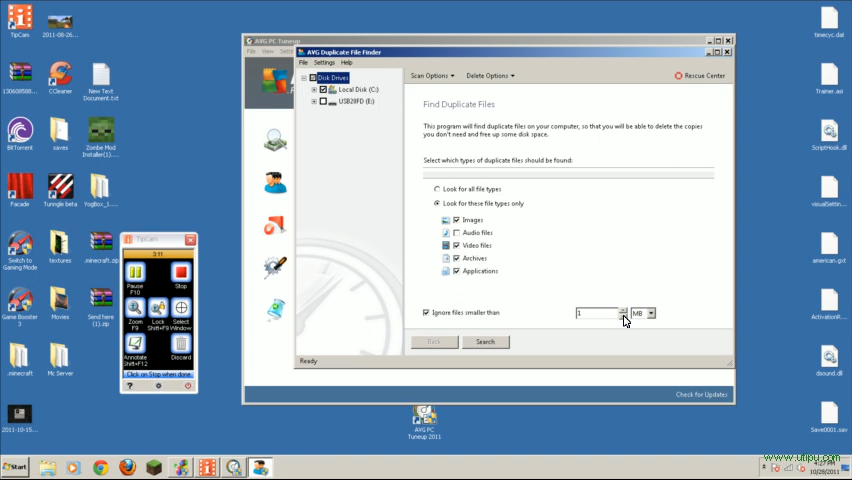 TipCam
2011-08-26...
130608588...
CCleaner
New Text
Document.txt
BitTorrent
saves
Zombe Mod
Installer(1)...
Facade
Tunngle beta
YogBox_1....
Switch to
Gaming Mode
textures
.minecraft.zip
Game Booster
3
Movies
Send here
(1).zip
.minecraft
Mc Server
2011-10-15...
TipCam
3:11
Pause
F10
Stop
Zoom
F9
Lock
Shift+F9
Select
Window
Annotate
Shift+F12
Discard
Click on Stop when done.
AVG PC Tuneup
File View
AVG Duplicate File Finder
File Settings Help
Disk Drives
Local Disk (C:)
USB20FD (E:)
Scan Options
Delete Options
Rescue Center
Find Duplicate Files
This program will find duplicate files on your computer, so that you will be able to delete the copies
you don't need and free up some disk space.
Select which types of duplicate files should be found:
Look for all file types
Look for these file types only
Images
Audio files
Video files
Archives
Applications
Ignore files smaller than
1
MB
Back
Search
Ready
Check for Updates
AVG PC
Tuneup 2011
timecyc.dat
Trainer.asi
ScriptHook.dll
visualSettin...
american.gxt
ActivationR...
dsound.dll
Save0001.sav
Start
www.utipu.com
4:27 PM
10/28/2011